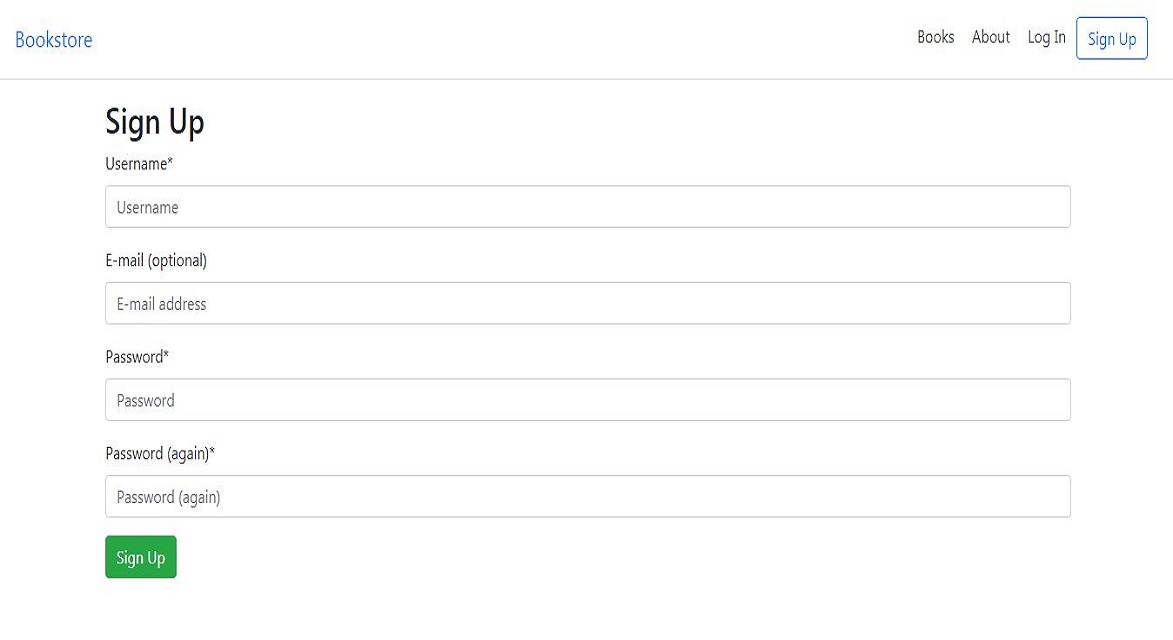 Bookstore
Books About Log In Sign Up
Sign Up
Username*
Username
E-mail (optional)
E-mail address
Password*
Password
Password (again)*
Password (again)
Sign Up